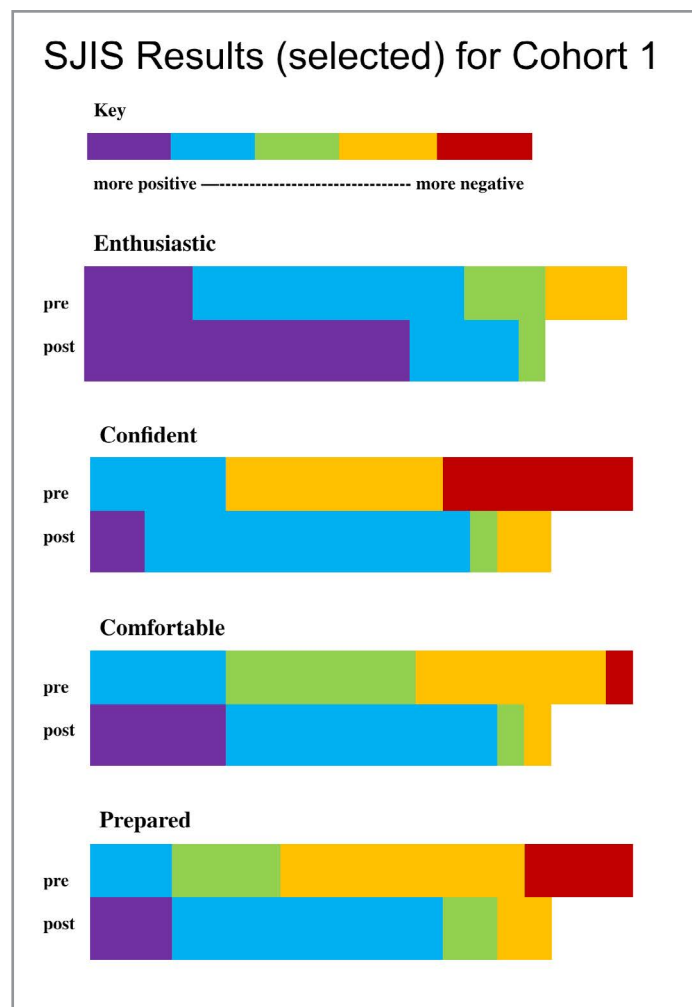 SJIS Results (selected) for Cohort 1
Key
more positive —-------------------------------- more negative
Enthusiastic
pre
post
Confident
pre
post
Comfortable
pre
post
Prepared
pre
post